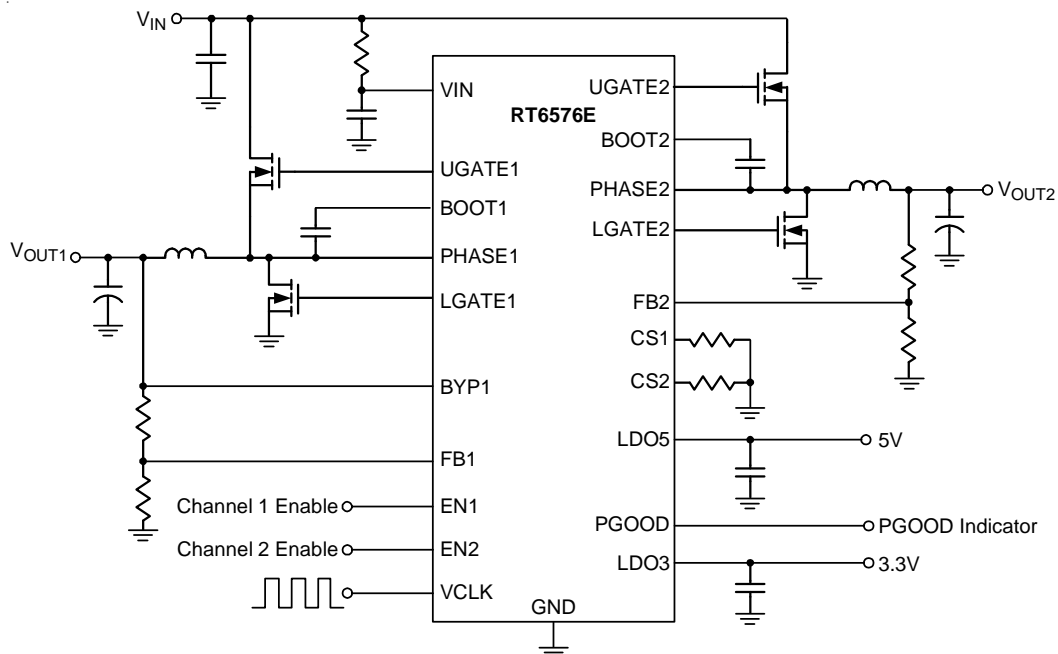 VIN
VIN
RT6576E
UGATE2
BOOT2
UGATE1
PHASE2
VOUT2
BOOT1
LGATE2
VOUT1
PHASE1
LGATE1
FB2
CS1
CS2
BYP1
LDO5
5V
FB1
Channel 1 Enable
EN1
PGOOD
PGOOD Indicator
Channel 2 Enable
EN2
LDO3
3.3V
VCLK
GND